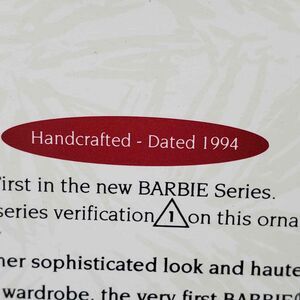 Handcrafted - Dated 1994
First in the new BARBIE Series.
series verification 1 on this orna
her sophisticated look and haute
wardrobe, the very first BARBIE®